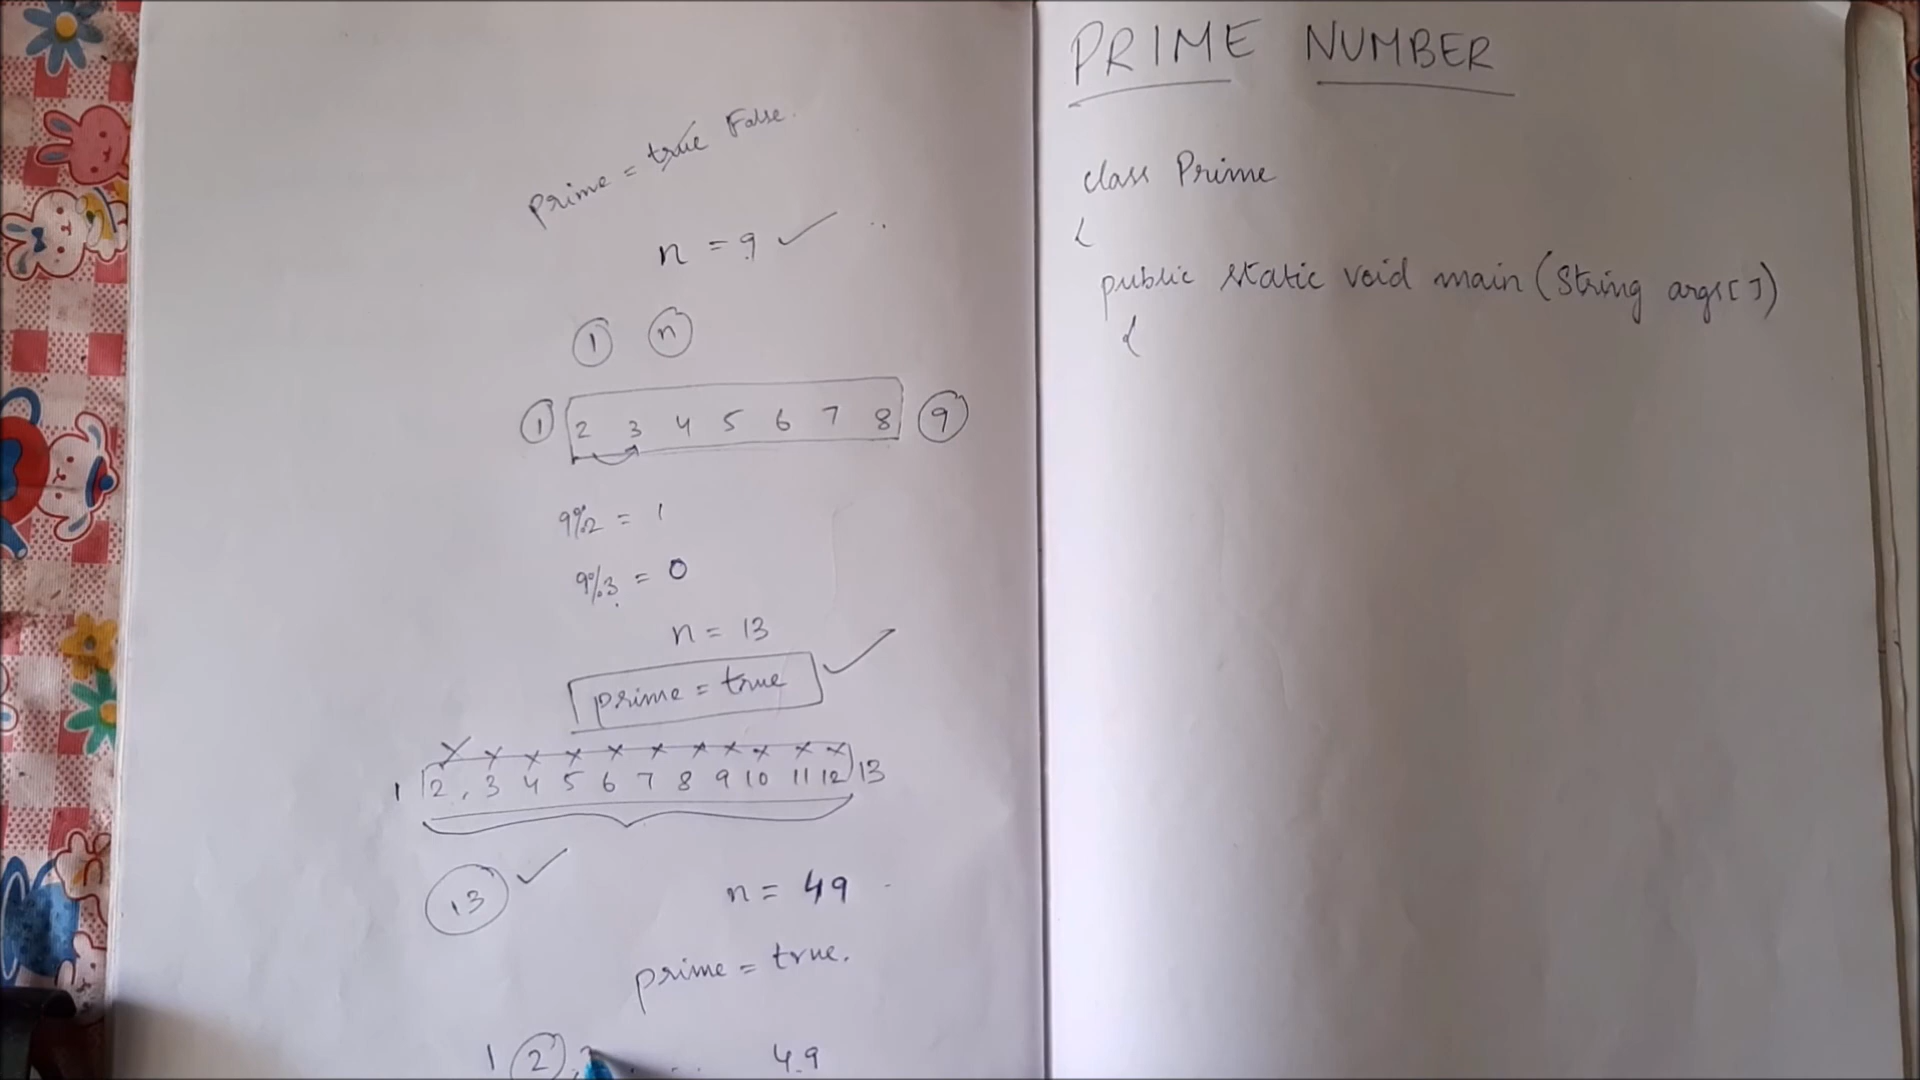 prime = true False.
n = 9
1 n
1 2 3 4 5 6 7 8 9
9%2 = 1
9%3 = 0
n = 13
prime = true
1 2, 3 4 5 6 7 8 9 10 11 12 13
13
n = 49
prime = true.
1 2, . . . 49
PRIME NUMBER
class Prime
{
public static void main (String args[])
{